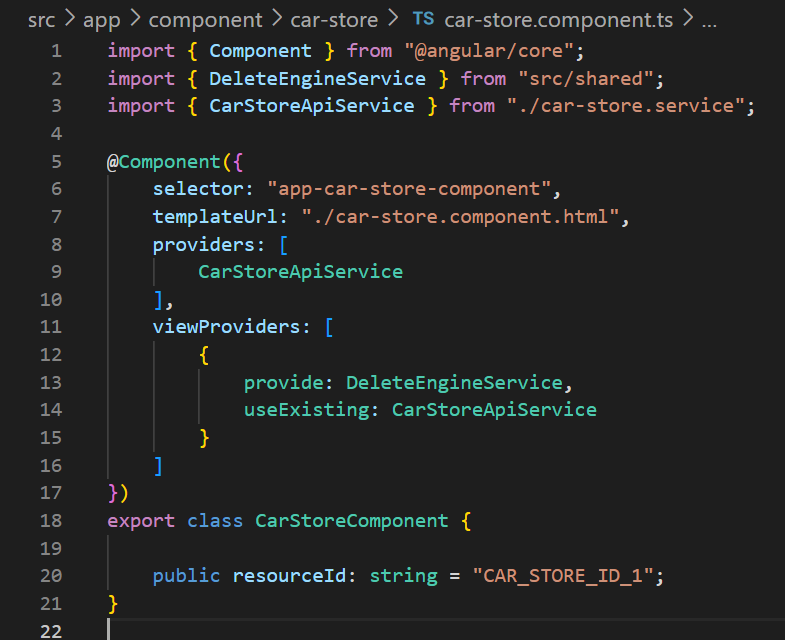 src > app > component > car-store > TS car-store.component.ts > ...
1 import { Component } from "@angular/core";
2 import { DeleteEngineService } from "src/shared";
3 import { CarStoreApiService } from "./car-store.service";
4
5 @Component({
6     selector: "app-car-store-component",
7     templateUrl: "./car-store.component.html",
8     providers: [
9         CarStoreApiService
10     ],
11     viewProviders: [
12         {
13             provide: DeleteEngineService,
14             useExisting: CarStoreApiService
15         }
16     ]
17 })
18 export class CarStoreComponent {
19
20     public resourceId: string = "CAR_STORE_ID_1";
21 }
22